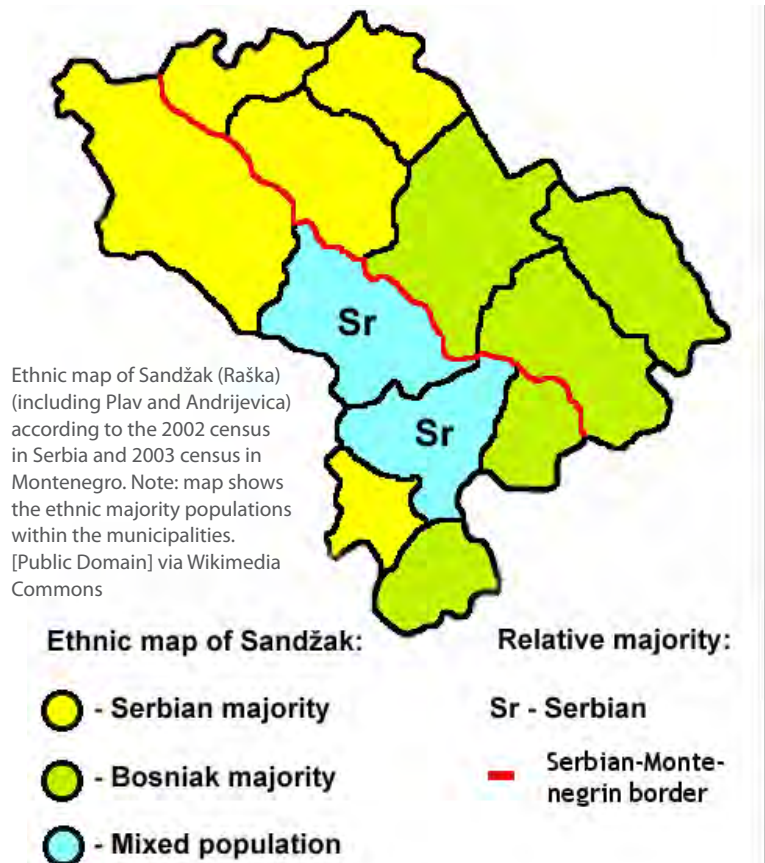 Sr
Sr
Ethnic map of Sandžak (Raška)
(including Plav and Andrijevica)
according to the 2002 census
in Serbia and 2003 census in
Montenegro. Note: map shows
the ethnic majority populations
within the municipalities.
[Public Domain] via Wikimedia
Commons
Ethnic map of Sandžak:
- Serbian majority
- Bosniak majority
- Mixed population
Relative majority:
Sr - Serbian
Serbian-Monte-
negrin border